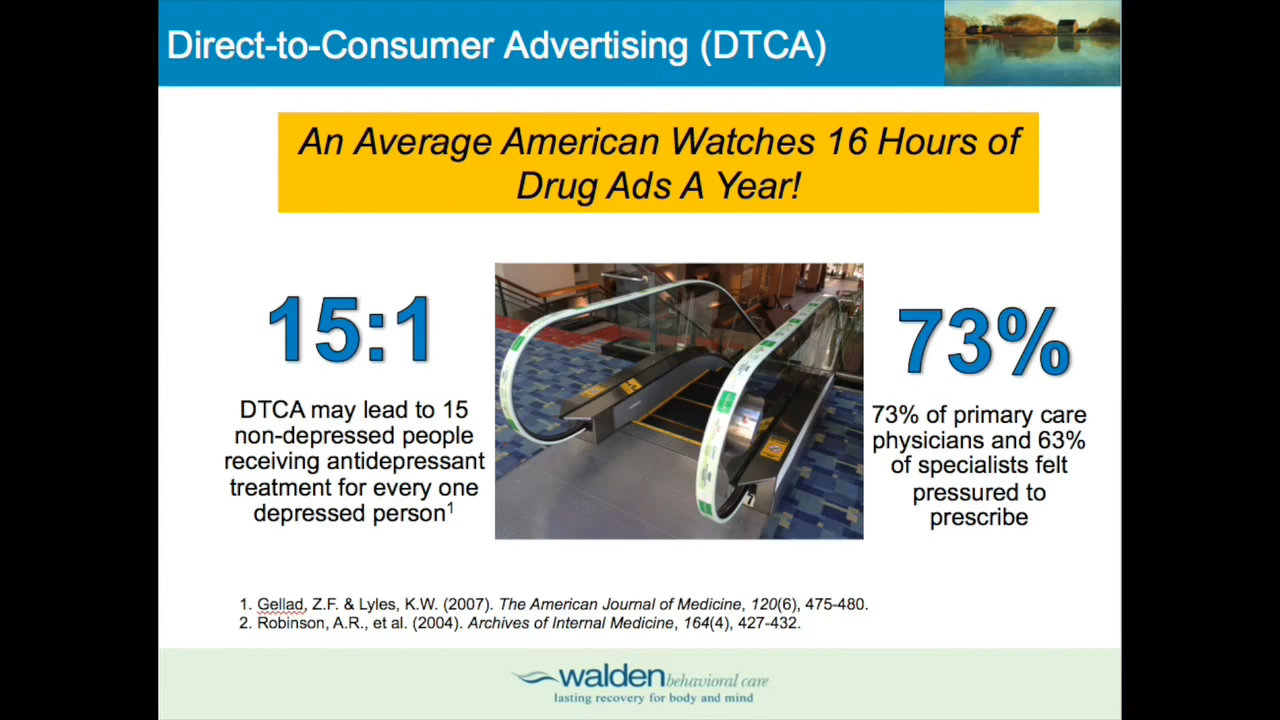 Direct-to-Consumer Advertising (DTCA)
An Average American Watches 16 Hours of
Drug Ads A Year!
15:1
DTCA may lead to 15
non-depressed people
receiving antidepressant
treatment for every one
depressed person1
73%
73% of primary care
physicians and 63%
of specialists felt
pressured to
prescribe
1. Gellad, Z.F. & Lyles, K.W. (2007). The American Journal of Medicine, 120(6), 475-480.
2. Robinson, A.R., et al. (2004). Archives of Internal Medicine, 164(4), 427-432.
walden behavioral care
lasting recovery for body and mind